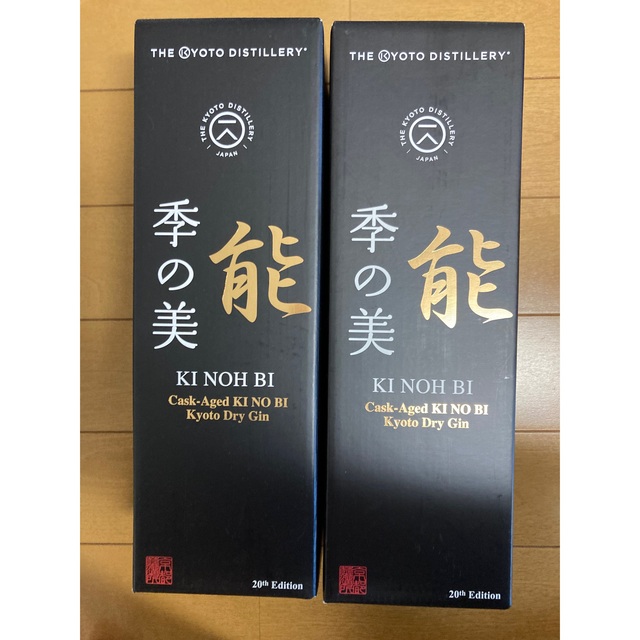 THE KYOTO DISTILLERY
THE KYOTO DISTILLERY
JAPAN
季の美
能
KI NOH BI
Cask-Aged KI NO BI
Kyoto Dry Gin
20th Edition
THE KYOTO DISTILLERY
THE KYOTO DISTILLERY
JAPAN
季の美
能
KI NOH BI
Cask-Aged KI NO BI
Kyoto Dry Gin
20th Edition